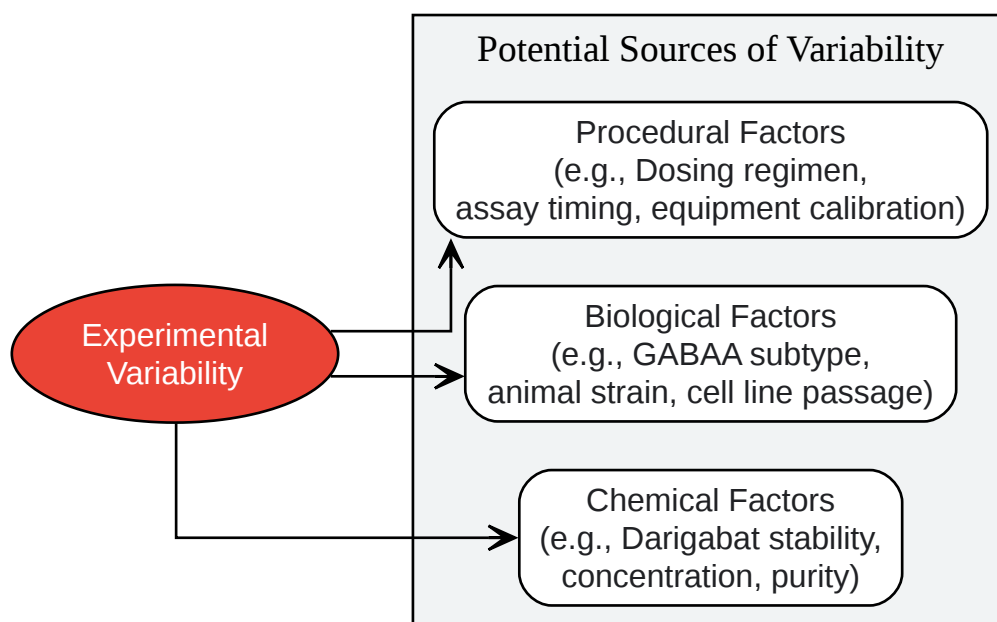 Potential Sources of Variability
Procedural Factors
(e.g., Dosing regimen,
assay timing, equipment calibration)
Experimental
Variability
Biological Factors
(e.g., GABAA subtype,
animal strain, cell line passage)
Chemical Factors
(e.g., Darigabat stability,
concentration, purity)